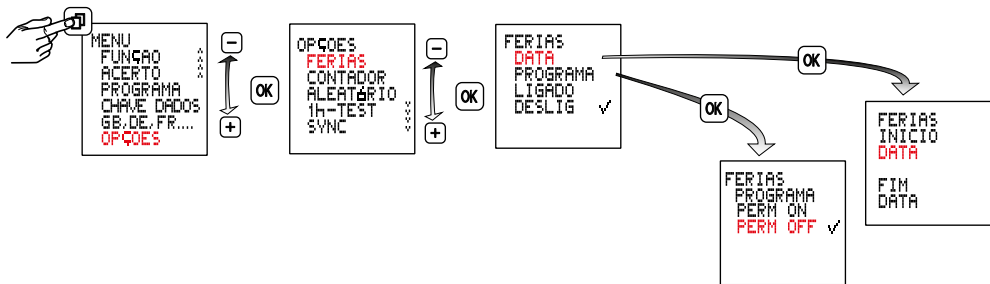 MENU
FUNÇAO
ACERTO
PROGRAMA
CHAVE DADOS
GB,DE,FR....
OPÇOES
−
+
OK
OPÇOES
FERIAS
CONTADOR
ALEATÓRIO
1h-TEST
SYNC
−
+
OK
FERIAS
DATA
PROGRAMA
LIGADO
DESLIG ✓
OK
OK
FERIAS
PROGRAMA
PERM ON
PERM OFF ✓
FERIAS
INICIO
DATA
FIM
DATA